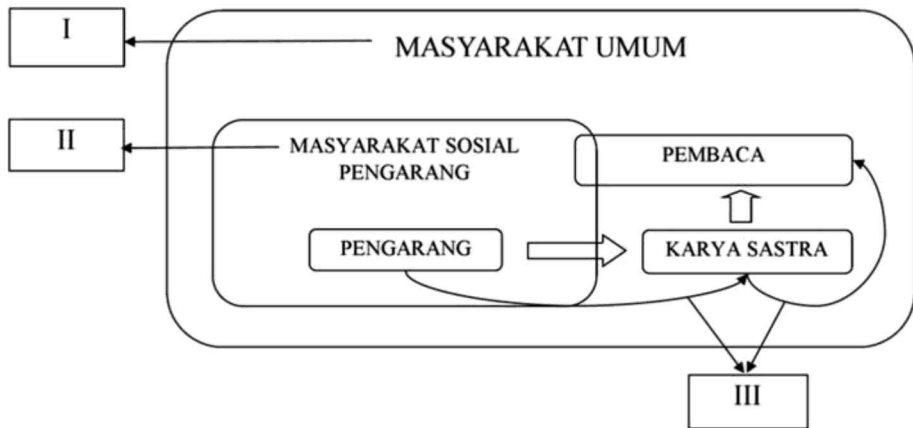 I
MASYARAKAT UMUM
II
MASYARAKAT SOSIAL
PENGARANG
PEMBACA
PENGARANG
KARYA SASTRA
III